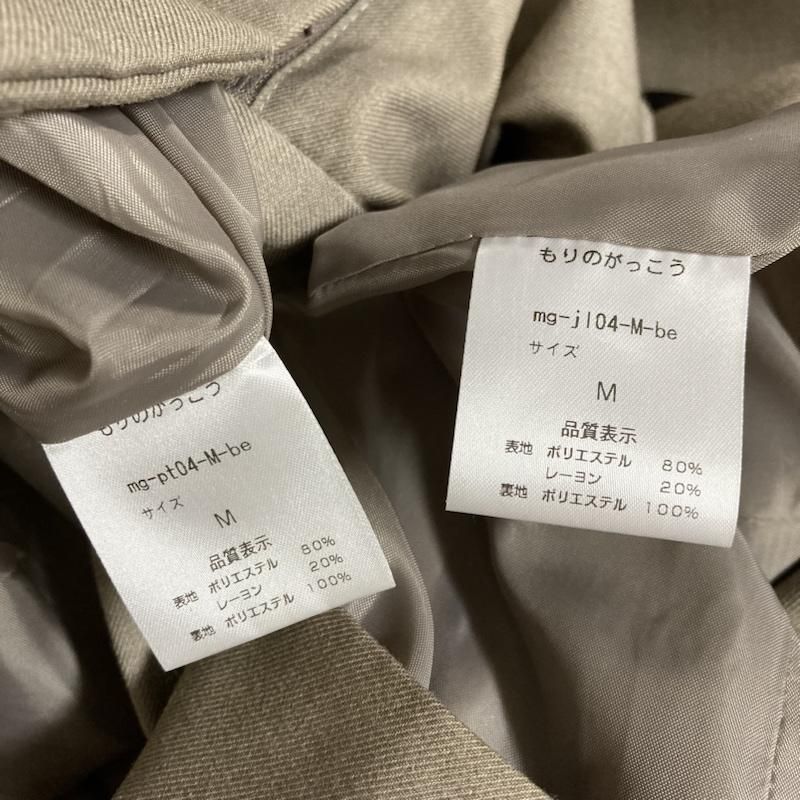 もりのがっこう
mg-pt04-M-be
サイズ
M
品質表示
表地 ポリエステル 80%
レーヨン 20%
裏地 ポリエステル 100%
もりのがっこう
mg-jl04-M-be
サイズ
M
品質表示
表地 ポリエステル 80%
レーヨン 20%
裏地 ポリエステル 100%